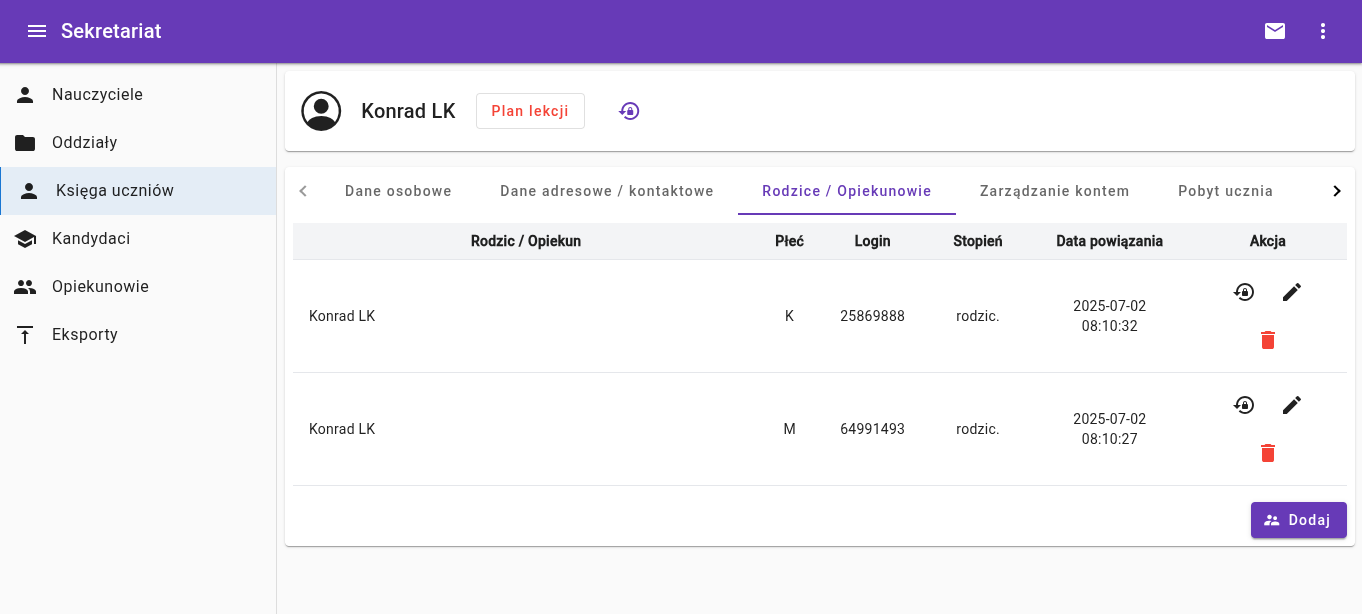 Sekretariat
Nauczyciele
Oddziały
Księga uczniów
Kandydaci
Opiekunowie
Eksporty
Konrad LK
Plan lekcji
Dane osobowe
Dane adresowe / kontaktowe
Rodzice / Opiekunowie
Zarządzanie kontem
Pobyt ucznia
Rodzic / Opiekun
Płeć
Login
Stopień
Data powiązania
Akcja
Konrad LK
K
25869888
rodzic.
2025-07-02
08:10:32
Konrad LK
M
64991493
rodzic.
2025-07-02
08:10:27
Dodaj